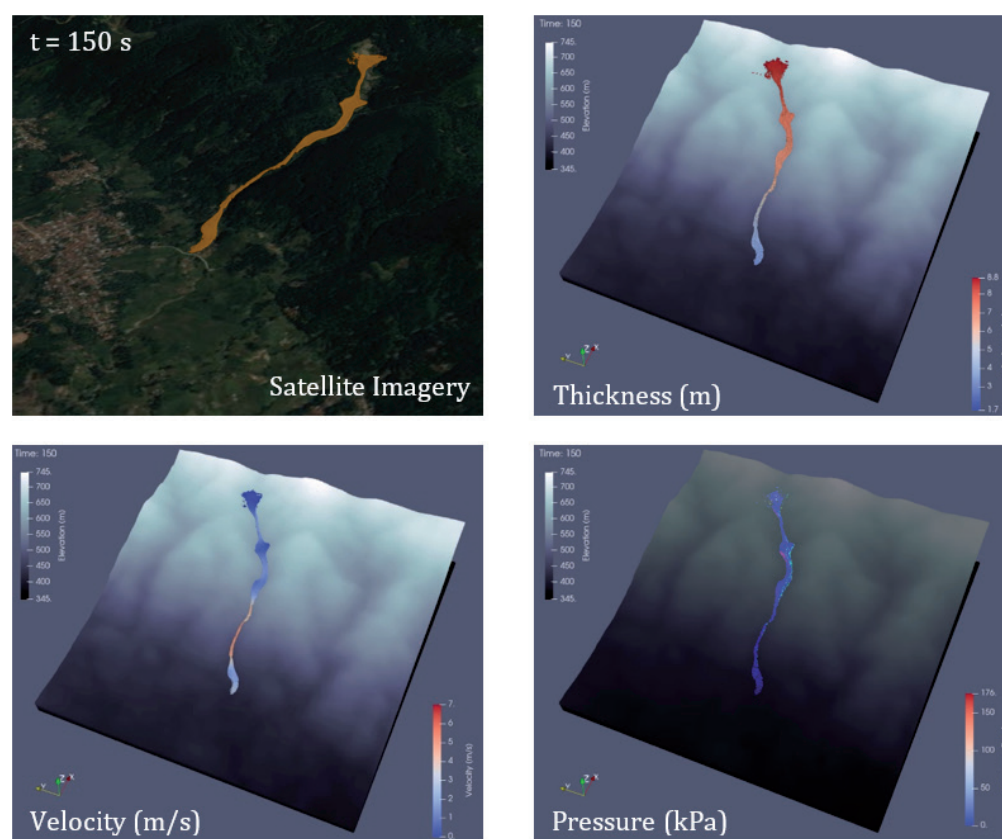 t = 150 s
Satellite Imagery
Time: 150
745.
700
650
600
550
500
450
400
345.
Elevation (m)
8.8
8
7
6
5
4
3
1.7
Y
Z
X
Thickness (m)
Time: 150
745.
700
650
600
550
500
450
400
345.
Elevation (m)
7.
6
5
4
3
2
1
0.
Velocity (m/s)
Y
Z
X
Velocity (m/s)
Time: 150
745.
700
650
600
550
500
450
400
345.
Elevation (m)
176.
160
100
50
0.
Y
Z
X
Pressure (kPa)